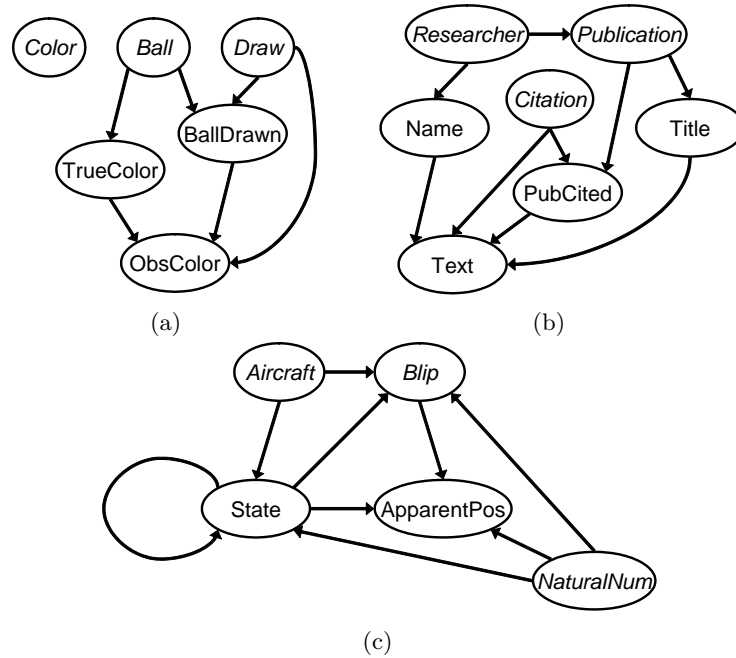 Color
Ball
Draw
BallDrawn
TrueColor
ObsColor
(a)
Researcher
Publication
Citation
Name
Title
PubCited
Text
(b)
Aircraft
Blip
State
ApparentPos
NaturalNum
(c)